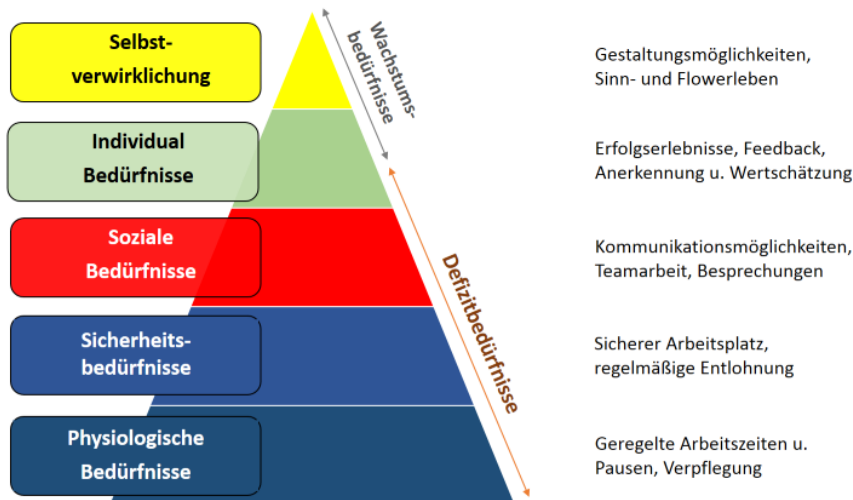 Selbst-
verwirklichung
Wachstums-
bedürfnisse
Gestaltungsmöglichkeiten,
Sinn- und Flowerleben
Individual
Bedürfnisse
Erfolgserlebnisse, Feedback,
Anerkennung u. Wertschätzung
Soziale
Bedürfnisse
Defizitbedürfnisse
Kommunikationsmöglichkeiten,
Teamarbeit, Besprechungen
Sicherheits-
bedürfnisse
Sicherer Arbeitsplatz,
regelmäßige Entlohnung
Physiologische
Bedürfnisse
Geregelte Arbeitszeiten u.
Pausen, Verpflegung